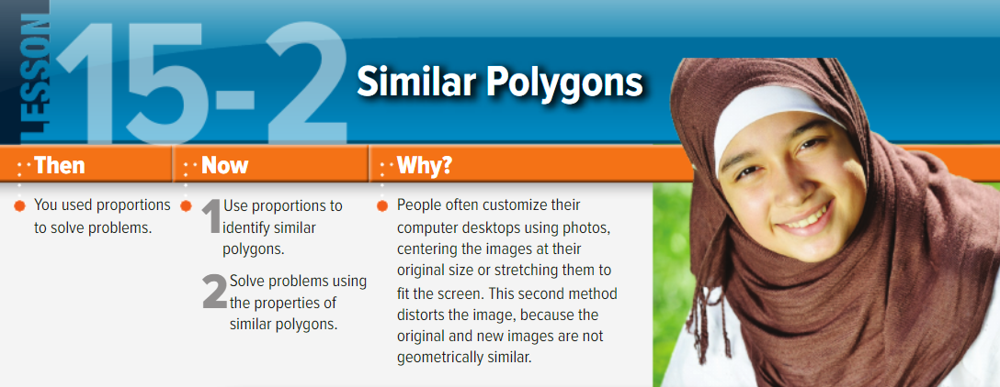 LESSON
15-2
Similar Polygons
Then
You used proportions
to solve problems.
Now
1 Use proportions to
identify similar
polygons.
2 Solve problems using
the properties of
similar polygons.
Why?
People often customize their
computer desktops using photos,
centering the images at their
original size or stretching them to
fit the screen. This second method
distorts the image, because the
original and new images are not
geometrically similar.